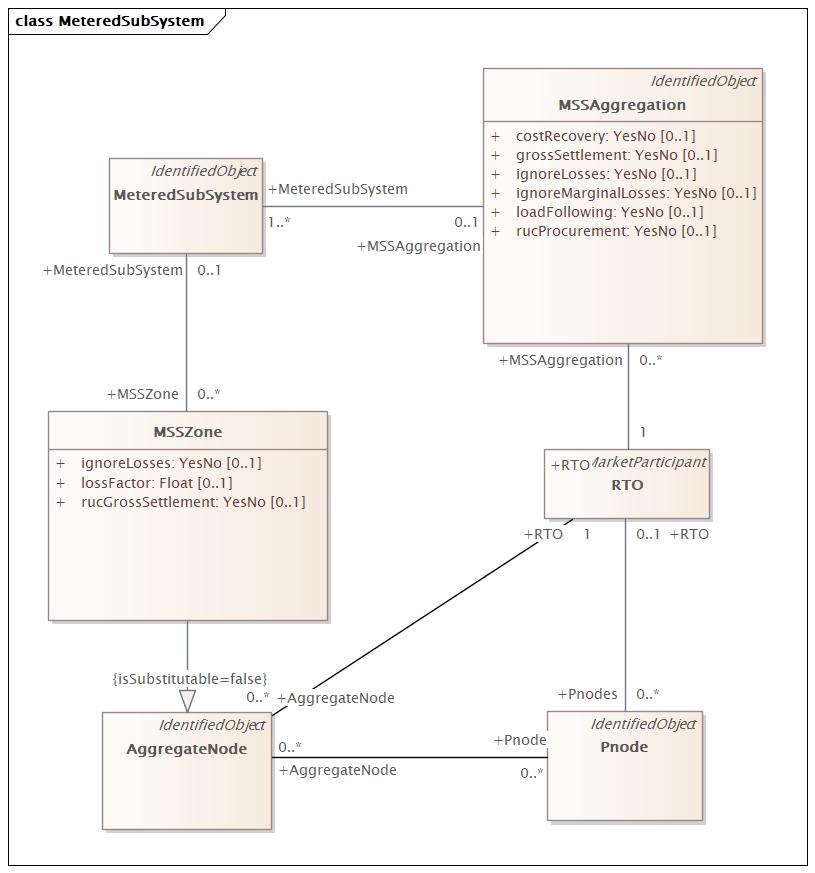 class MeteredSubSystem
IdentifiedObject
MSSAggregation
+ costRecovery: YesNo [0..1]
+ grossSettlement: YesNo [0..1]
+ ignoreLosses: YesNo [0..1]
+ ignoreMarginalLosses: YesNo [0..1]
+ loadFollowing: YesNo [0..1]
+ rucProcurement: YesNo [0..1]
IdentifiedObject
MeteredSubSystem
+MeteredSubSystem
1..*
0..1
+MSSAggregation
+MeteredSubSystem 0..1
+MSSZone 0..*
MSSZone
+ ignoreLosses: YesNo [0..1]
+ lossFactor: Float [0..1]
+ rucGrossSettlement: YesNo [0..1]
+MSSAggregation 0..*
1
+RTO
MarketParticipant
RTO
+RTO 1
0..1 +RTO
{isSubstitutable=false}
0..* +AggregateNode
+Pnodes 0..*
IdentifiedObject
AggregateNode
0..*
+AggregateNode
+Pnode
0..*
IdentifiedObject
Pnode